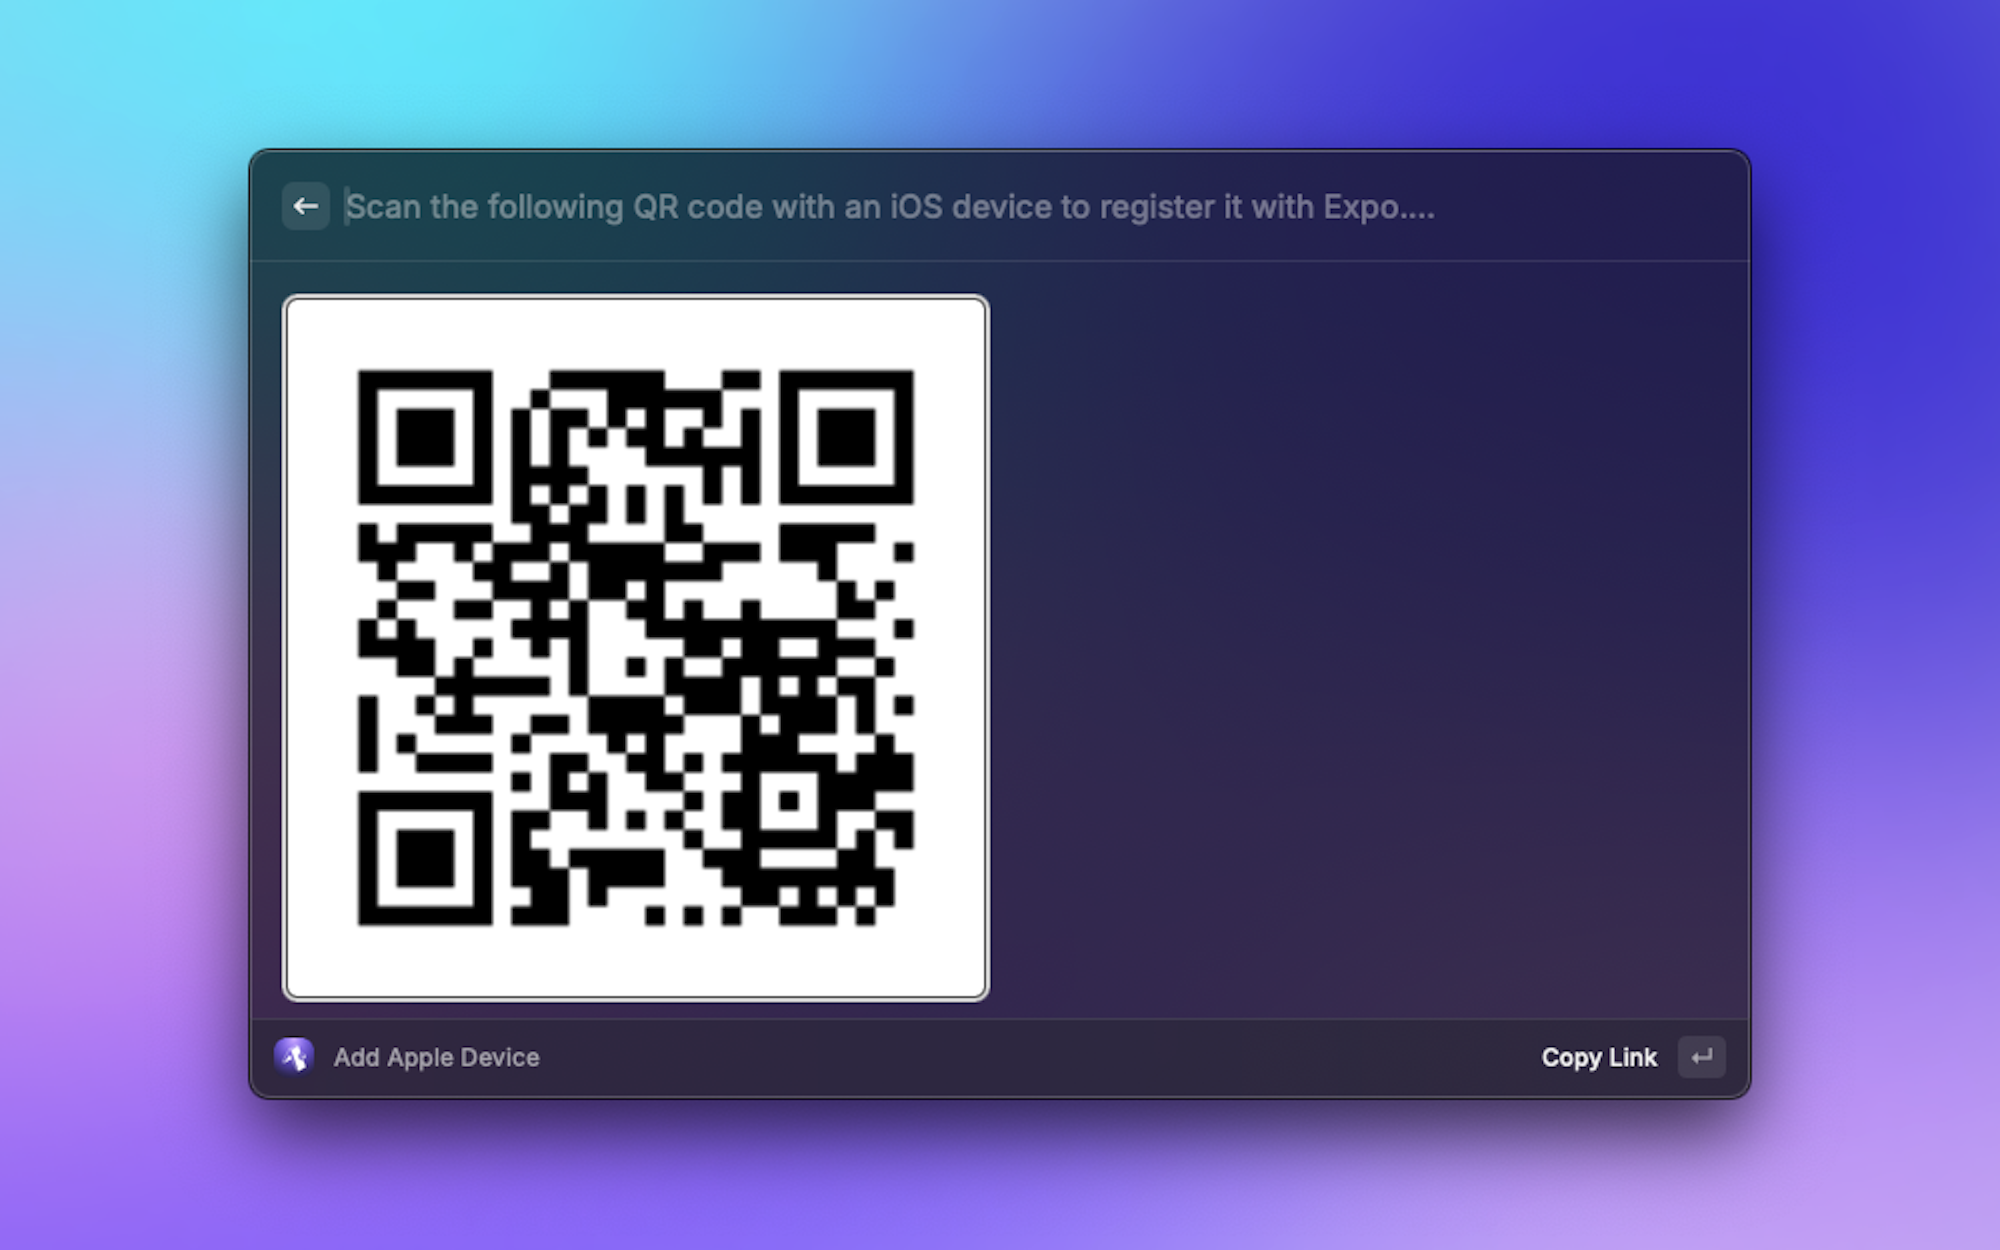 Scan the following QR code with an iOS device to register it with Expo....
Add Apple Device
Copy Link